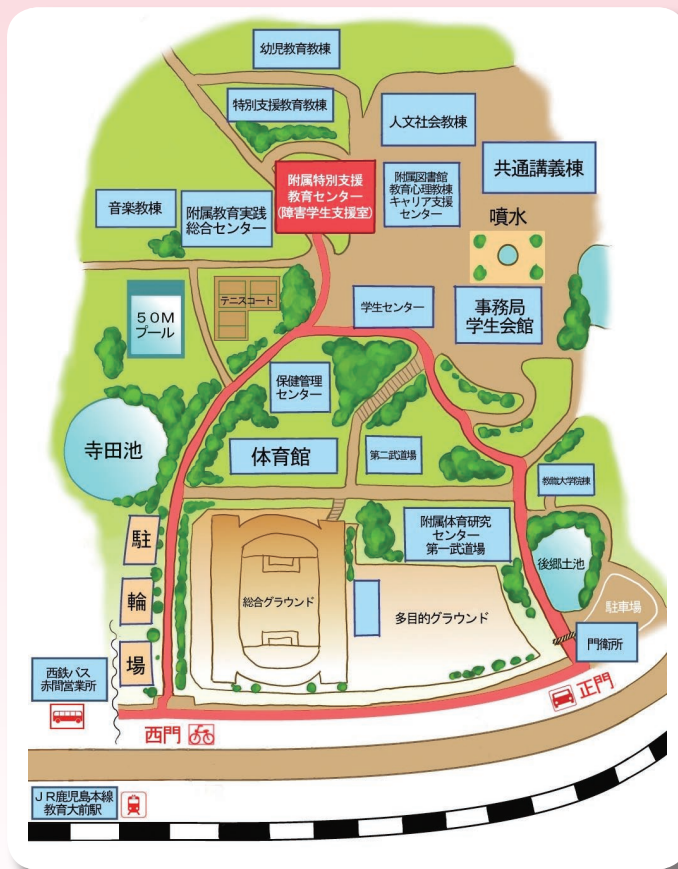 幼児教育教棟
特別支援教育教棟
人文社会教棟
共通講義棟
附属特別支援
教育センター
(障害学生支援室)
附属図書館
教育心理教棟
キャリア支援
センター
音楽教棟
附属教育実践
総合センター
噴水
テニスコート
50M
プール
学生センター
事務局
学生会館
保健管理
センター
寺田池
体育館
第二武道場
教職大学院棟
附属体育研究
センター
第一武道場
後郷土池
駐
輪
場
総合グラウンド
多目的グラウンド
駐車場
門衛所
西鉄バス
赤間営業所
正門
西門
JR鹿児島本線
教育大前駅